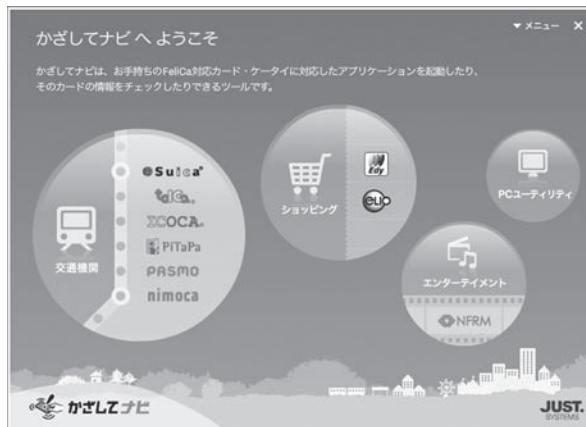 ▼ メニュー ×
かざしてナビ へ ようこそ
かざしてナビは、お手持ちのFeliCa対応カード・ケータイに対応したアプリケーションを起動したり、
そのカードの情報をチェックしたりできるツールです。
交通機関
Suica
toica
ICOCA
PiTaPa
PASMO
nimoca
ショッピング
Edy
eLIO
PCユーティリティ
エンターテイメント
NFRM
かざしてナビ
JUST.
SYSTEMS